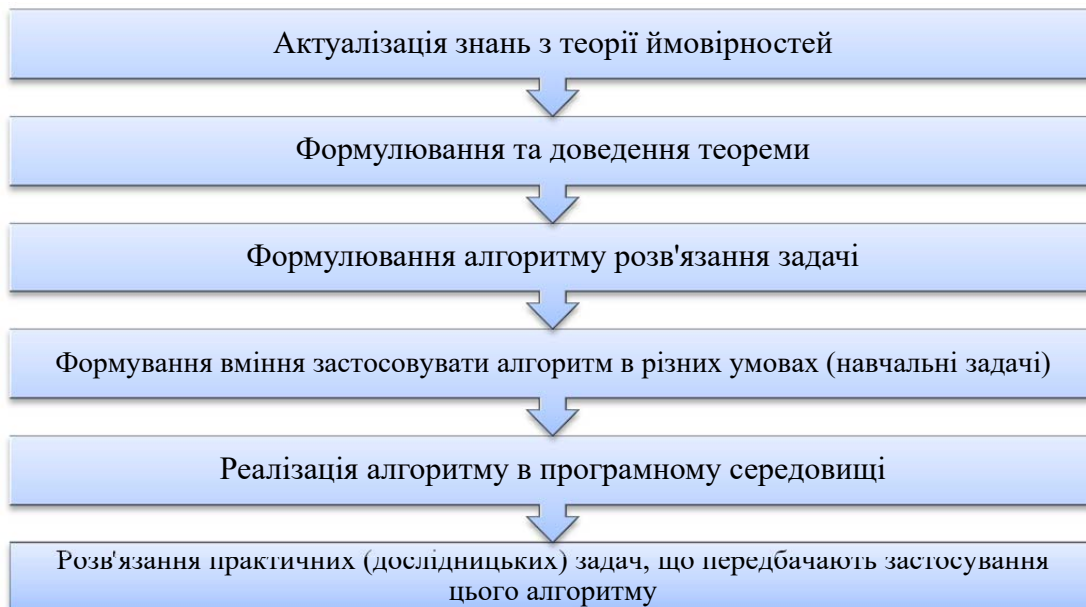 Актуалізація знань з теорії ймовірностей
Формулювання та доведення теореми
Формулювання алгоритму розв'язання задачі
Формування вміння застосовувати алгоритм в різних умовах (навчальні задачі)
Реалізація алгоритму в програмному середовищі
Розв'язання практичних (дослідницьких) задач, що передбачають застосування
цього алгоритму